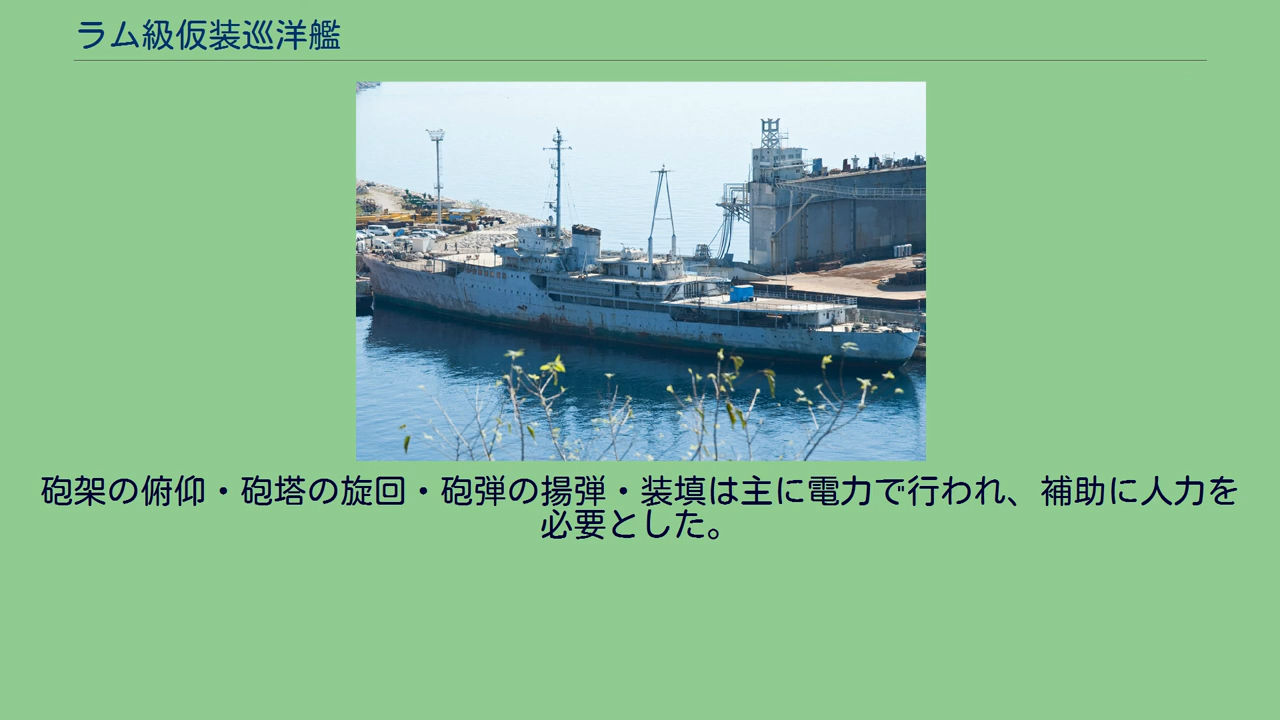 ラム級仮装巡洋艦
砲架の俯仰・砲塔の旋回・砲弾の揚弾・装填は主に電力で行われ、補助に人力を
必要とした。